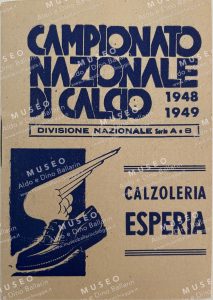 CAMPIONATO
NAZIONALE
DI CALCIO
1948
1949
DIVISIONE NAZIONALE Serie A e B
CALZOLERIA
ESPERIA
MUSEO
Aldo e Dino Ballarin